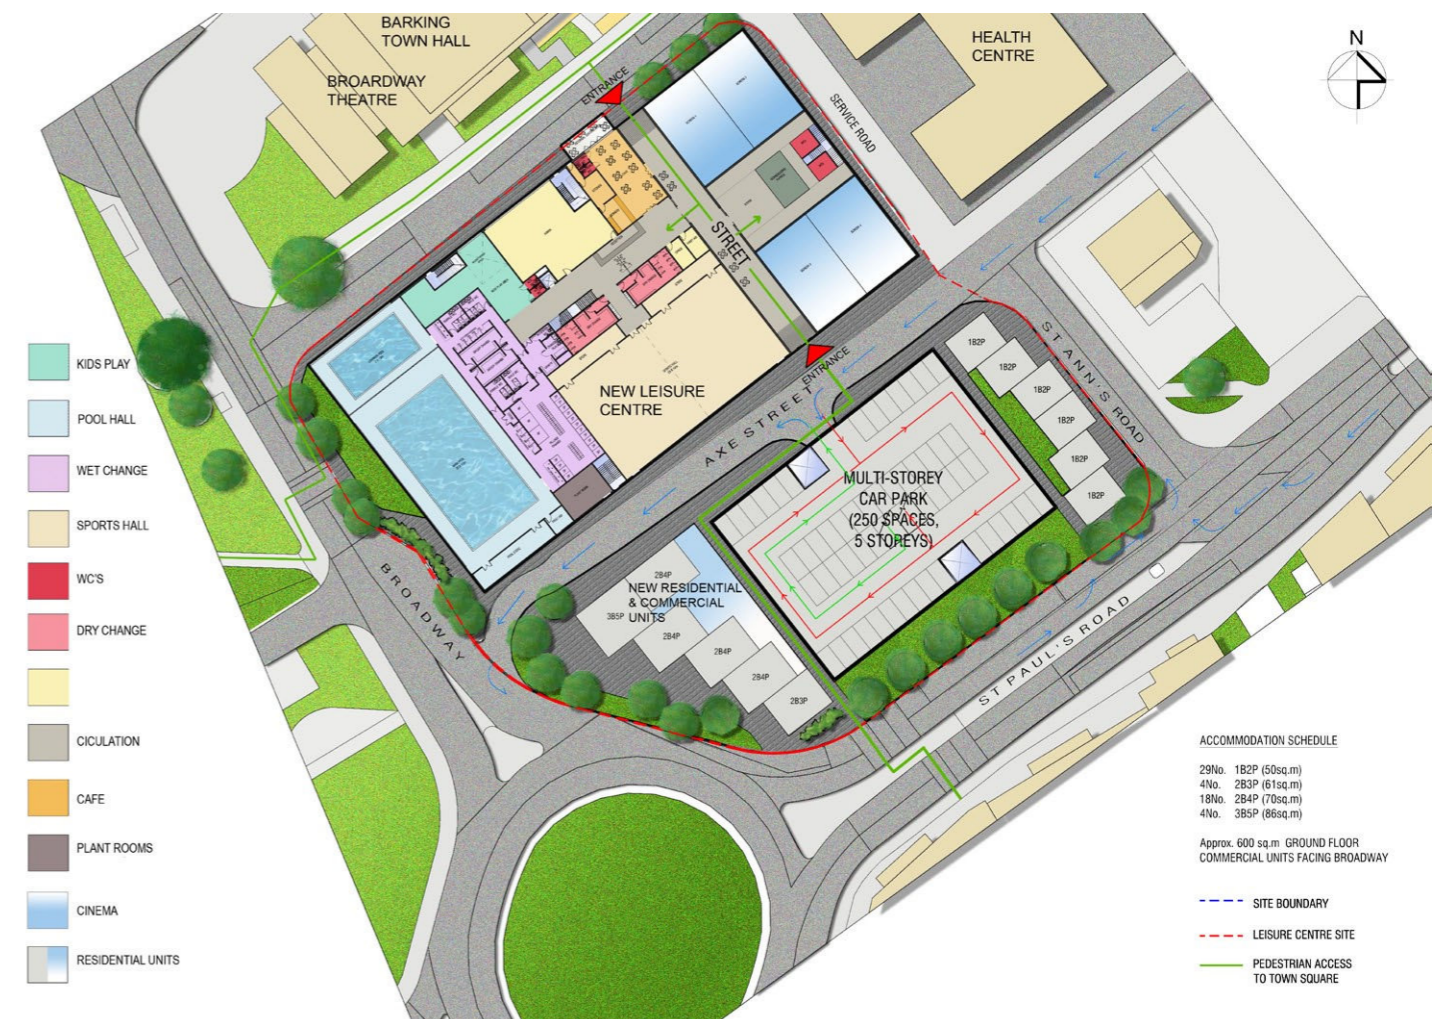 BARKING
TOWN HALL
BROARDWAY
THEATRE
HEALTH
CENTRE
N
ENTRANCE
SERVICE ROAD
STREET
NEW LEISURE
CENTRE
ENTRANCE
AXE STREET
ST ANN'S ROAD
1B2P
1B2P
1B2P
1B2P
1B2P
1B2P
MULTI-STOREY
CAR PARK
(250 SPACES,
5 STOREYS)
BROADWAY
2B4P
NEW RESIDENTIAL
& COMMERCIAL
UNITS
3B5P
2B4P
2B4P
2B4P
2B3P
ST PAUL'S ROAD
KIDS PLAY
POOL HALL
WET CHANGE
SPORTS HALL
WC'S
DRY CHANGE
CICULATION
CAFE
PLANT ROOMS
CINEMA
RESIDENTIAL UNITS
ACCOMMODATION SCHEDULE
29No. 1B2P (50sq.m)
4No. 2B3P (61sq.m)
18No. 2B4P (70sq.m)
4No. 3B5P (86sq.m)
Approx. 600 sq.m GROUND FLOOR
COMMERCIAL UNITS FACING BROADWAY
SITE BOUNDARY
LEISURE CENTRE SITE
PEDESTRIAN ACCESS
TO TOWN SQUARE